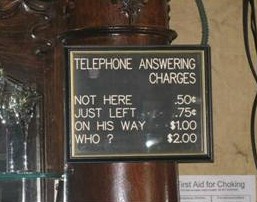 TELEPHONE ANSWERING
CHARGES
NOT HERE .50¢
JUST LEFT .75¢
ON HIS WAY $1.00
WHO ? $2.00
First Aid for Choking